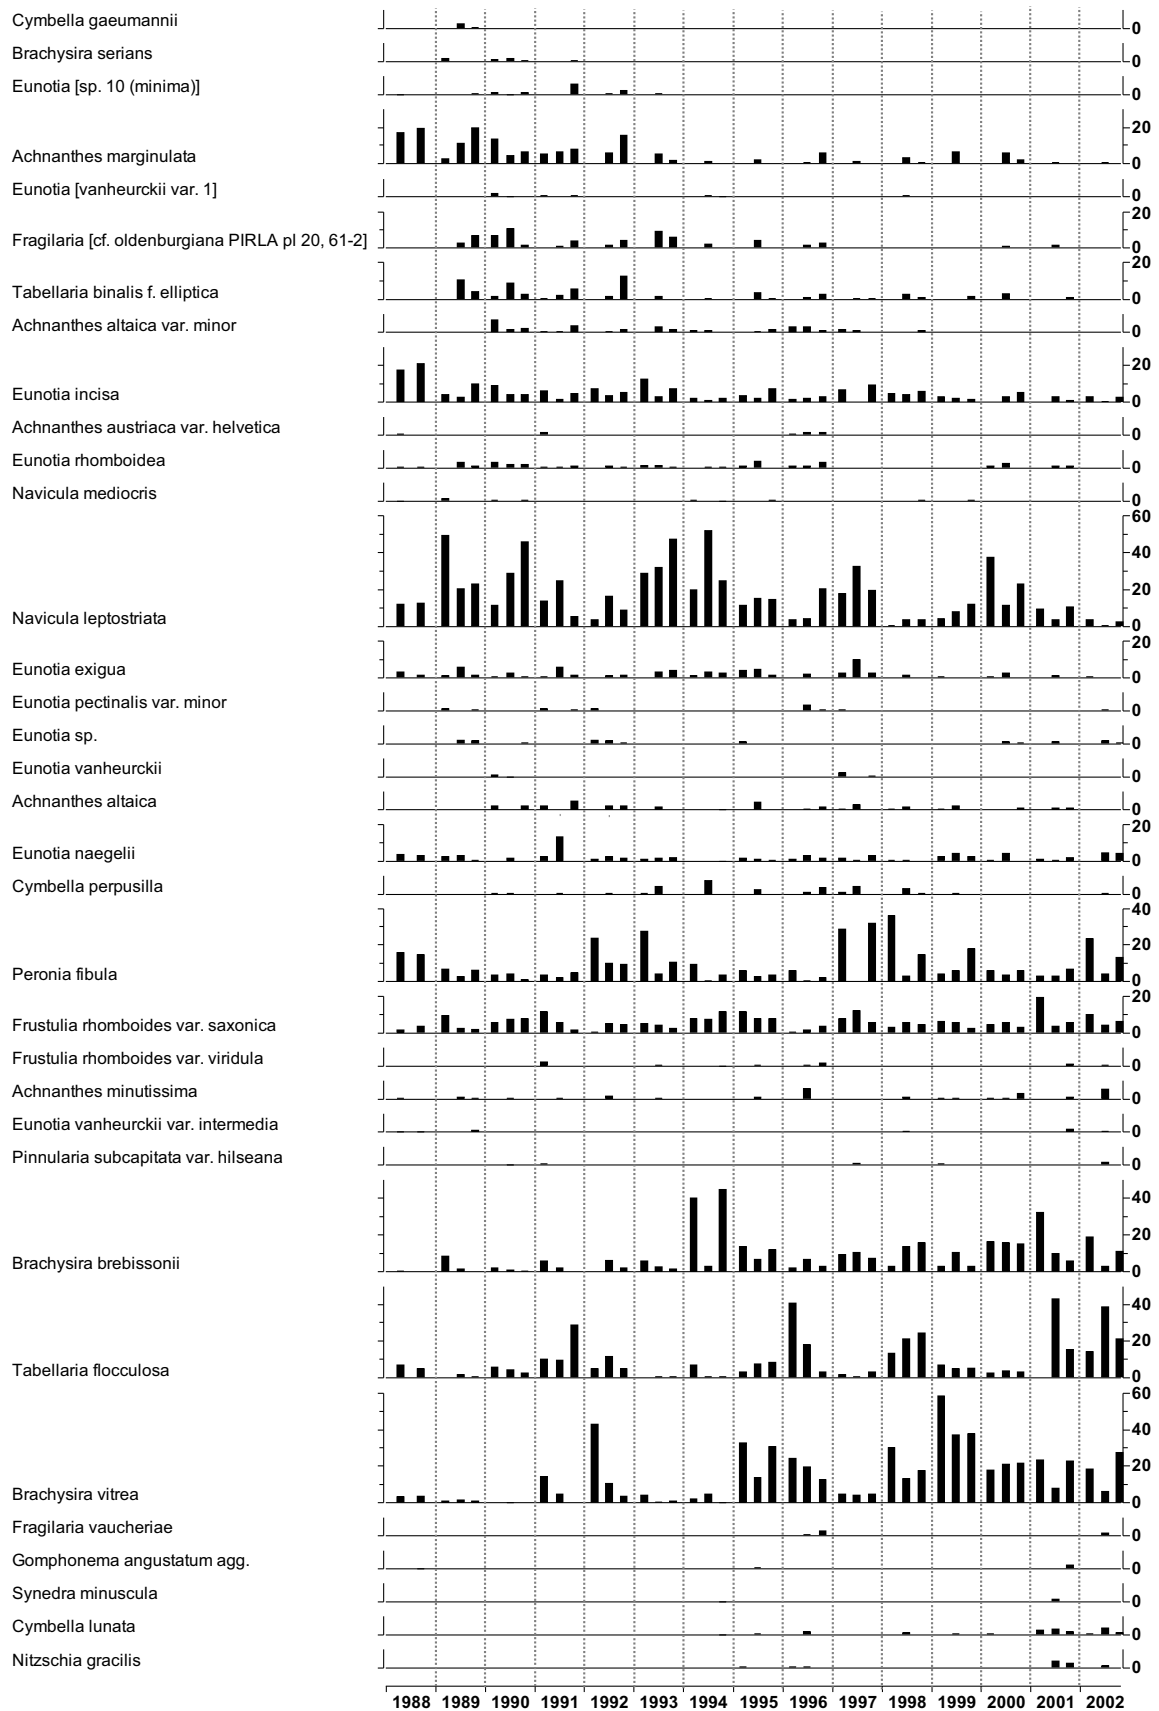 Cymbella gaeumannii 0
Brachysira serians 0
Eunotia [sp. 10 (minima)] 0
20
Achnanthes marginulata 0
Eunotia [vanheurckii var. 1] 0
20
Fragilaria [cf. oldenburgiana PIRLA pl 20, 61-2] 0
20
Tabellaria binalis f. elliptica 0
Achnanthes altaica var. minor 0
20
Eunotia incisa 0
Achnanthes austriaca var. helvetica 0
Eunotia rhomboidea 0
Navicula mediocris 0
60
40
20
Navicula leptostriata 0
20
Eunotia exigua 0
Eunotia pectinalis var. minor 0
Eunotia sp. 0
Eunotia vanheurckii 0
Achnanthes altaica 0
20
Eunotia naegelii 0
Cymbella perpusilla 0
40
20
Peronia fibula 0
20
Frustulia rhomboides var. saxonica 0
Frustulia rhomboides var. viridula 0
Achnanthes minutissima 0
Eunotia vanheurckii var. intermedia 0
Pinnularia subcapitata var. hilseana 0
40
20
Brachysira brebissonii 0
40
20
Tabellaria flocculosa 0
60
40
20
Brachysira vitrea 0
Fragilaria vaucheriae 0
Gomphonema angustatum agg. 0
Synedra minuscula 0
Cymbella lunata 0
Nitzschia gracilis 0
1988 1989 1990 1991 1992 1993 1994 1995 1996 1997 1998 1999 2000 2001 2002